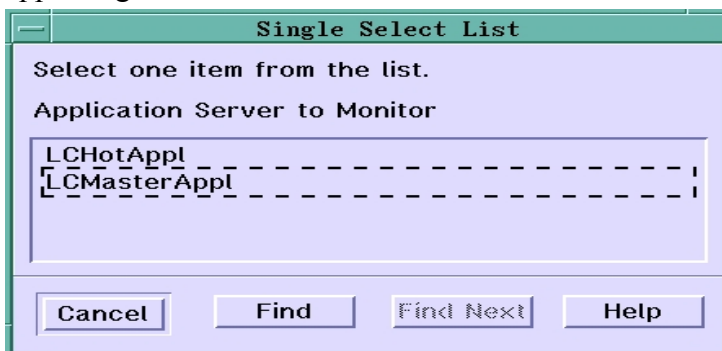 Single Select List
Select one item from the list.
Application Server to Monitor
LCHotAppl
LCMasterAppl
Cancel Find Find Next Help